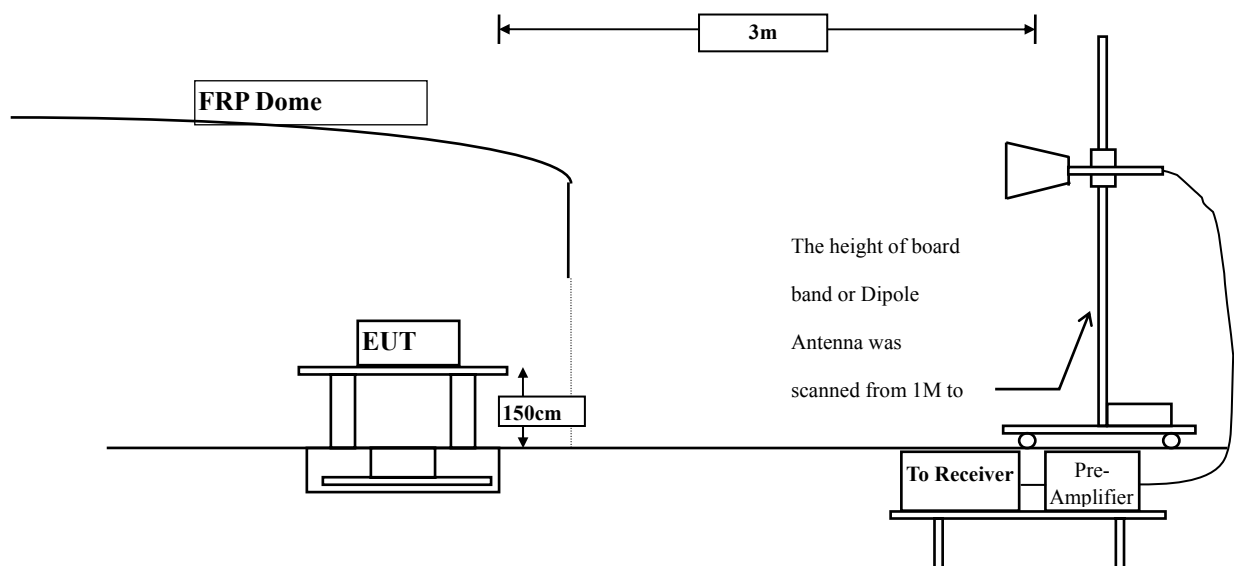 3m
FRP Dome
The height of board
band or Dipole
Antenna was
scanned from 1M to
EUT
150cm
To Receiver
Pre-
Amplifier